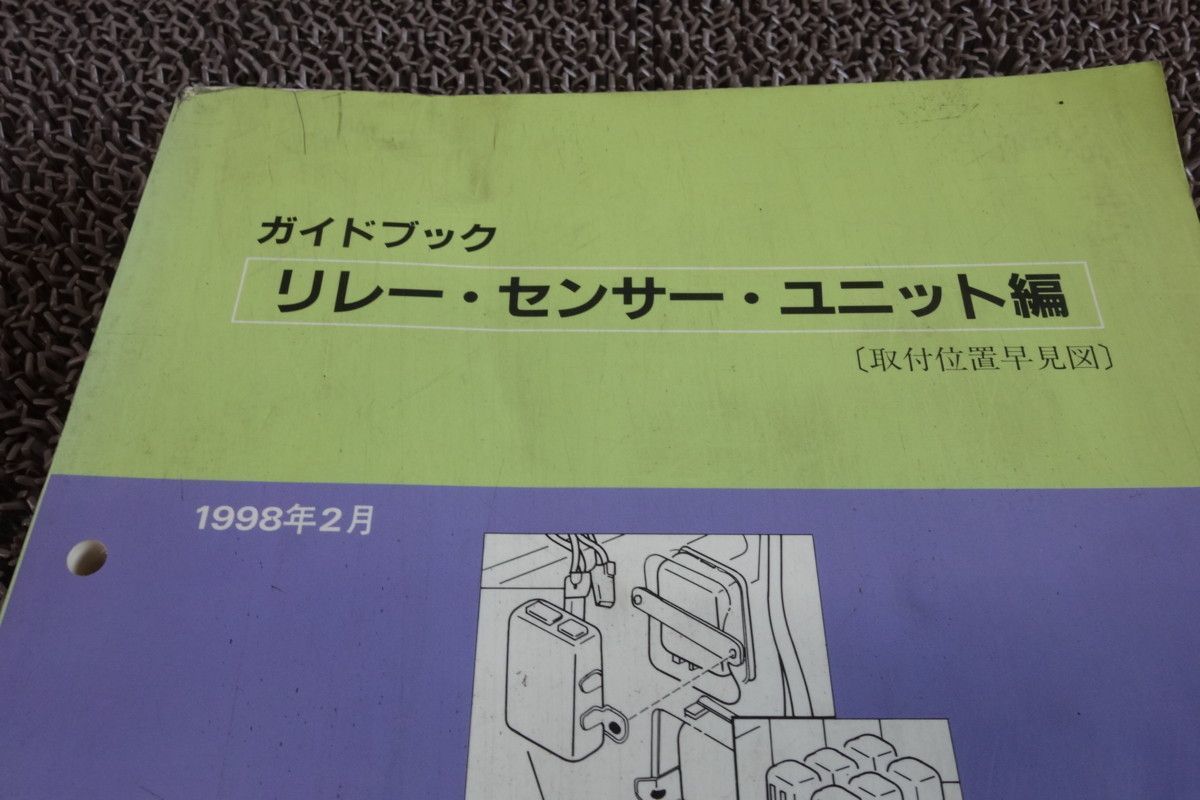 ガイドブック
リレー・センサー・ユニット編
〔取付位置早見図〕
1998年2月